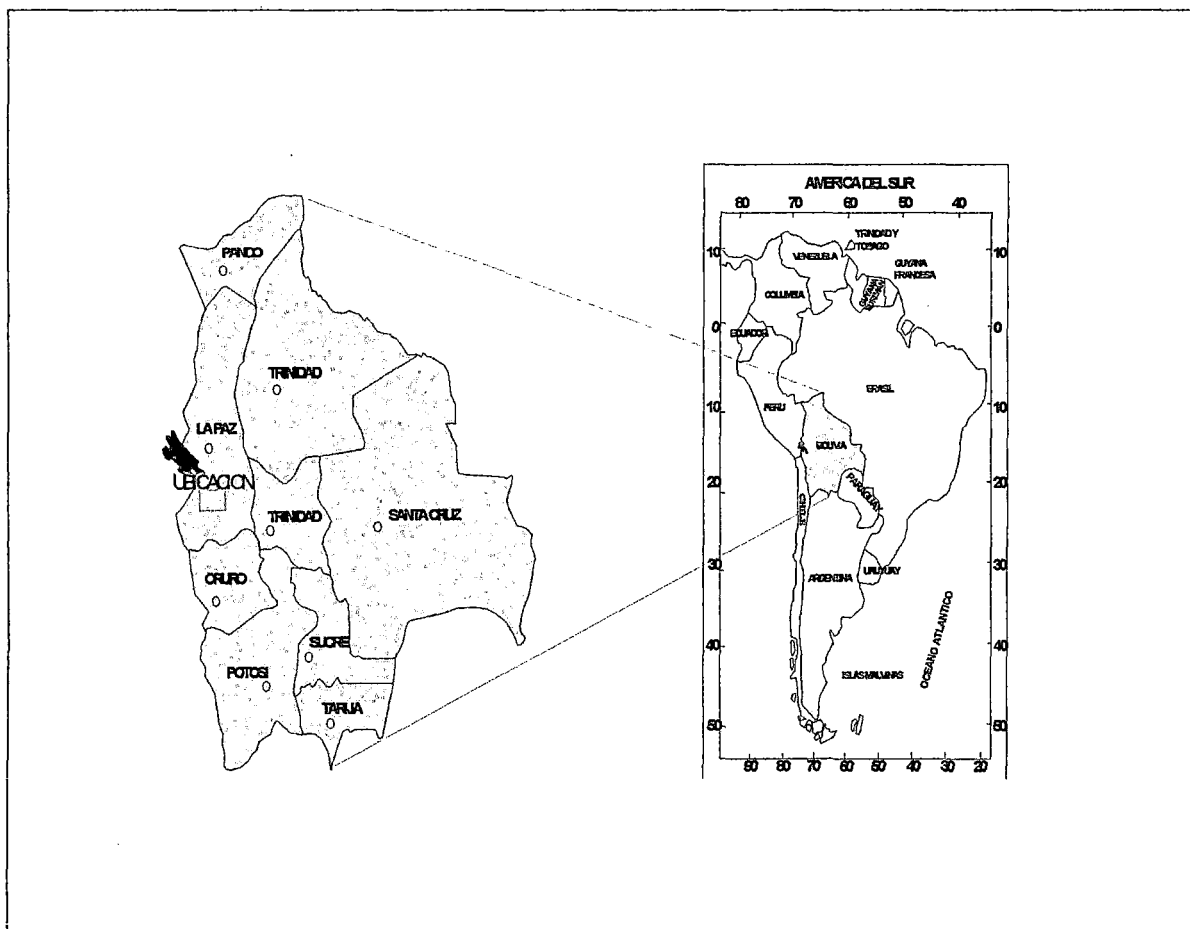 PANDO
TRINIDAD
LA PAZ
UBICACION
TRINIDAD
SANTA CRUZ
ORURO
SUCRE
POTOSI
TARIJA
AMERICA DEL SUR
80 70 60 50 40
TRINIDAD Y
TOBAGO
VENEZUELA
GUYANA
FRANCESA
COLUMBIA
GUYANA
10 10
0 0
ECUADOR
BRASIL
PERU
10 10
BOLIVIA
PARAGUAY
20 20
CHILE
30 30
ARGENTINA
URUGUAY
OCEANO ATLANTICO
40 40
ISLAS MALVINAS
50 50
90 80 70 60 50 40 30 20